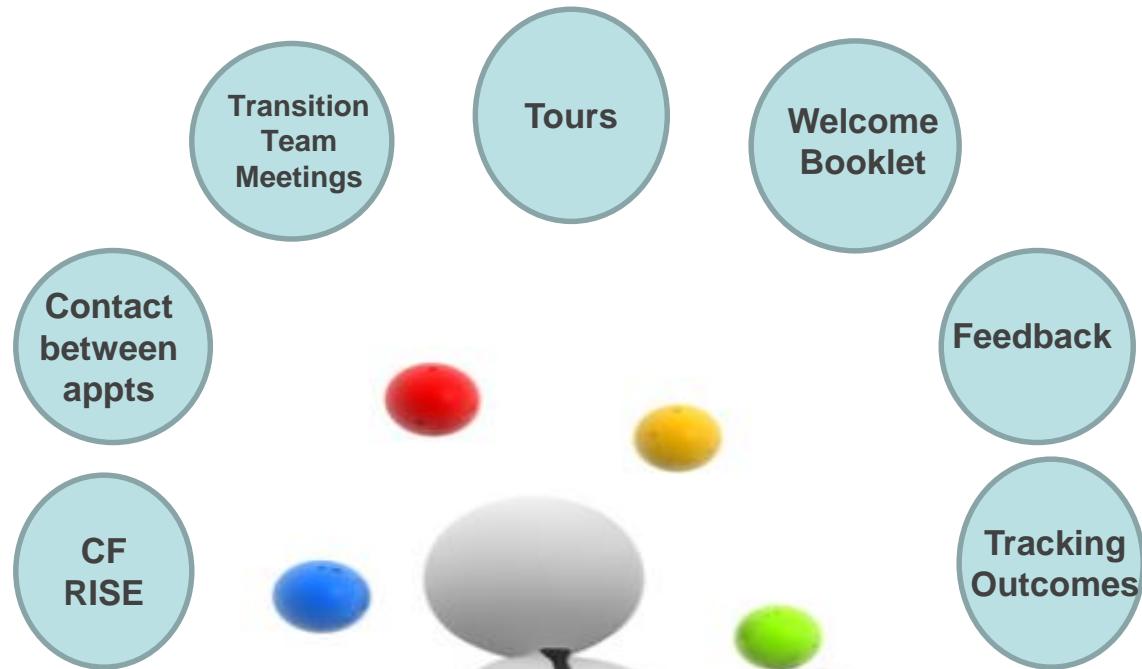 Transition
Team
Meetings
Tours
Welcome
Booklet
Contact
between
appts
Feedback
CF
RISE
Tracking
Outcomes